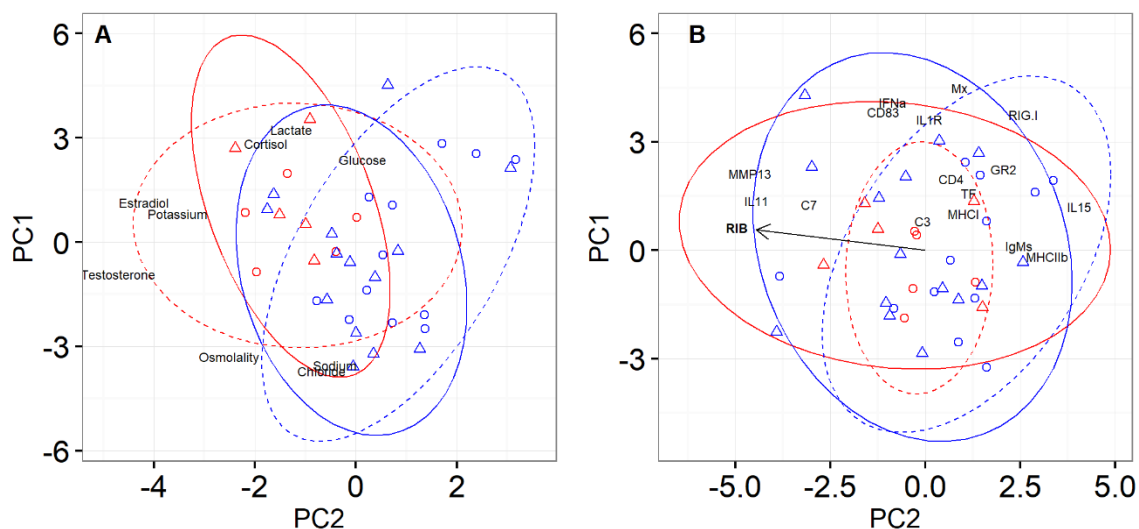 A
6
3
0
-3
-6
PC1
Lactate
Cortisol
Glucose
Estradiol
Potassium
Testosterone
Osmolality
Sodium
Chloride
-4
-2
0
2
PC2
B
6
3
0
-3
PC1
Mx
IFNa
CD83
IL1R
RIG.I
MMP13
CD4
GR2
TF
IL11
C7
MHCI
IL15
C3
RIB
IgMs
MHCIIb
-5.0
-2.5
0.0
2.5
5.0
PC2